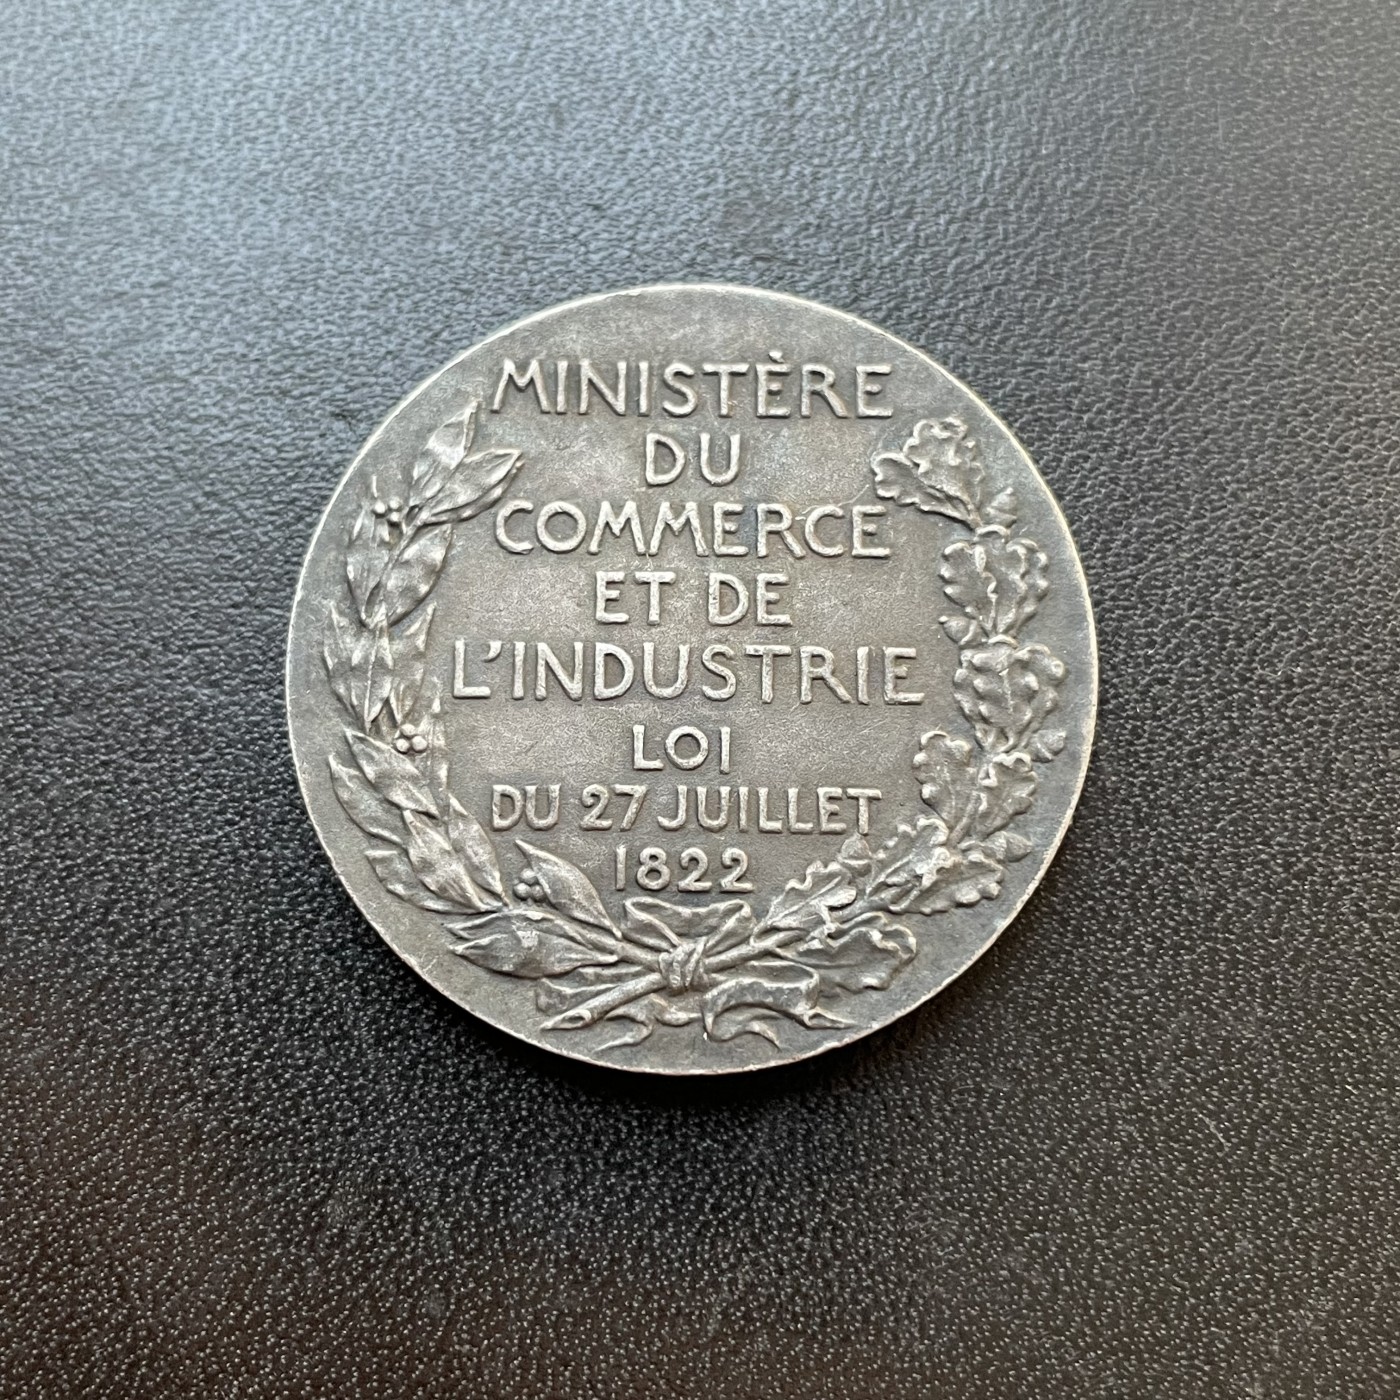 MINISTÈRE
DU
COMMERCE
ET DE
L'INDUSTRIE
LOI
DU 27 JUILLET
1822